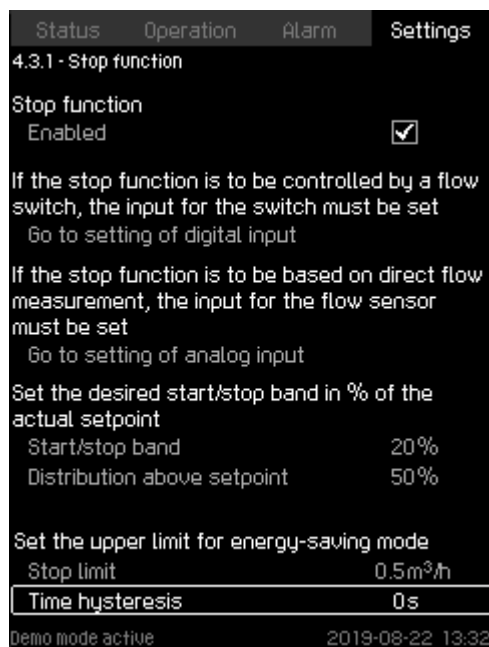 Status Operation Alarm Settings
4.3.1 - Stop function
Stop function
Enabled
If the stop function is to be controlled by a flow
switch, the input for the switch must be set
Go to setting of digital input
If the stop function is to be based on direct flow
measurement, the input for the flow sensor
must be set
Go to setting of analog input
Set the desired start/stop band in % of the
actual setpoint
Start/stop band 20%
Distribution above setpoint 50%
Set the upper limit for energy-saving mode
Stop limit 0.5m³/h
Time hysteresis 0s
Demo mode active 2019-08-22 13:32